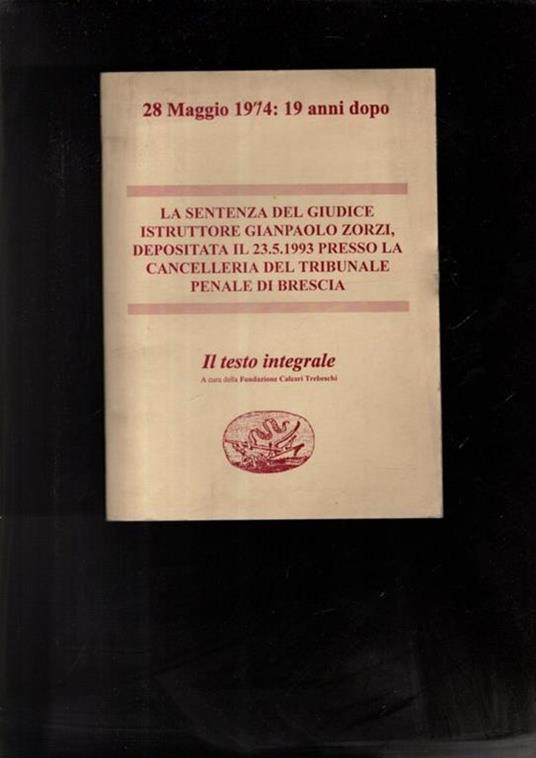 28 Maggio 1974: 19 anni dopo
LA SENTENZA DEL GIUDICE
ISTRUTTORE GIANPAOLO ZORZI,
DEPOSITATA IL 23.5.1993 PRESSO LA
CANCELLERIA DEL TRIBUNALE
PENALE DI BRESCIA
Il testo integrale
A cura della Fondazione Calzari Trebeschi